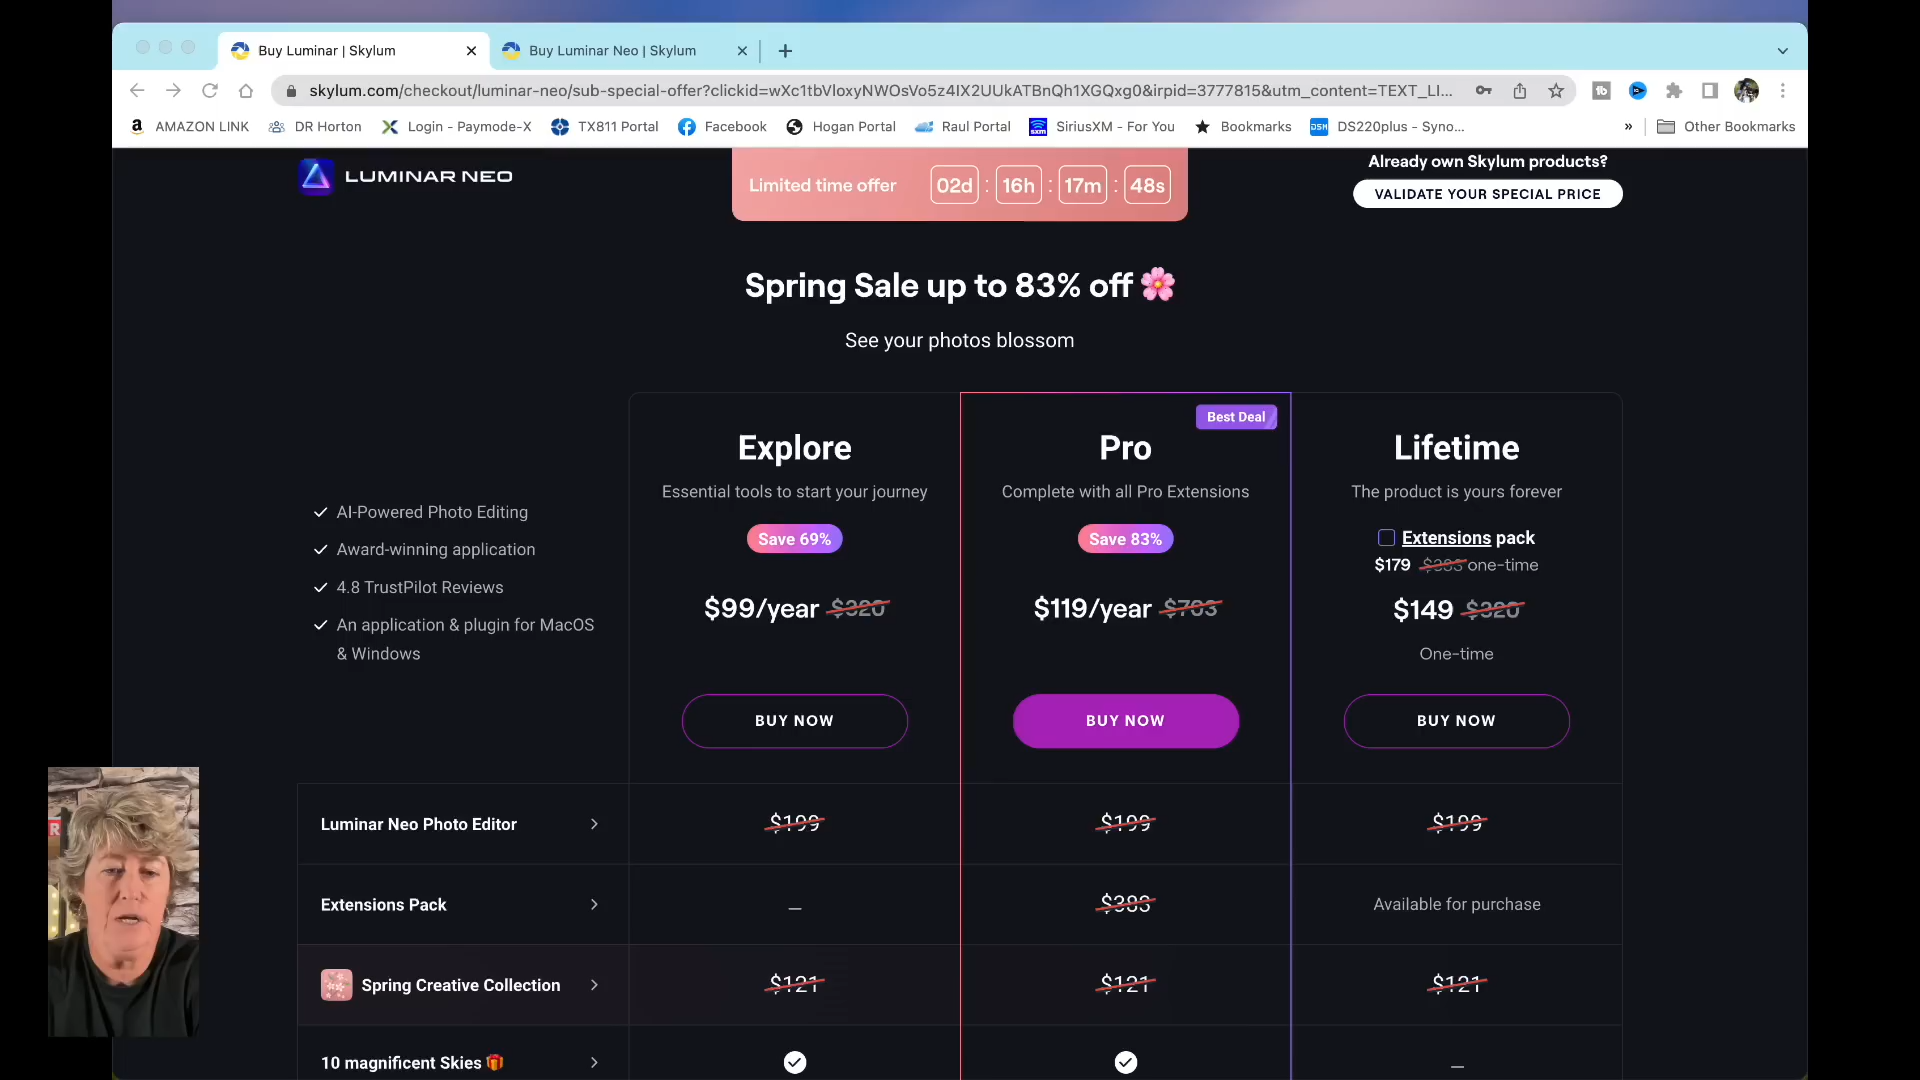 Buy Luminar | Skylum
Buy Luminar Neo | Skylum
skylum.com/checkout/luminar-neo/sub-special-offer?clickid=wXc1tbVloxyNWOsVo5z4IX2UUkATBnQh1XGQxg0&irpid=3777815&utm_content=TEXT_LI...
AMAZON LINK
DR Horton
Login - Paymode-X
TX811 Portal
Facebook
Hogan Portal
Raul Portal
SiriusXM - For You
Bookmarks
DS220plus - Syno...
»
Other Bookmarks
LUMINAR NEO
Limited time offer 02d : 16h : 17m : 48s
Already own Skylum products?
VALIDATE YOUR SPECIAL PRICE
Spring Sale up to 83% off 🌸
See your photos blossom
AI-Powered Photo Editing
Award-winning application
4.8 TrustPilot Reviews
An application & plugin for MacOS
& Windows
Explore
Essential tools to start your journey
Save 69%
$99/year $320
BUY NOW
Best Deal
Pro
Complete with all Pro Extensions
Save 83%
$119/year $703
BUY NOW
Lifetime
The product is yours forever
Extensions pack
$179 $383 one-time
$149 $320
One-time
BUY NOW
Luminar Neo Photo Editor $199 $199 $199
Extensions Pack – $383 Available for purchase
Spring Creative Collection $121 $121 $121
10 magnificent Skies 🎁 –
R